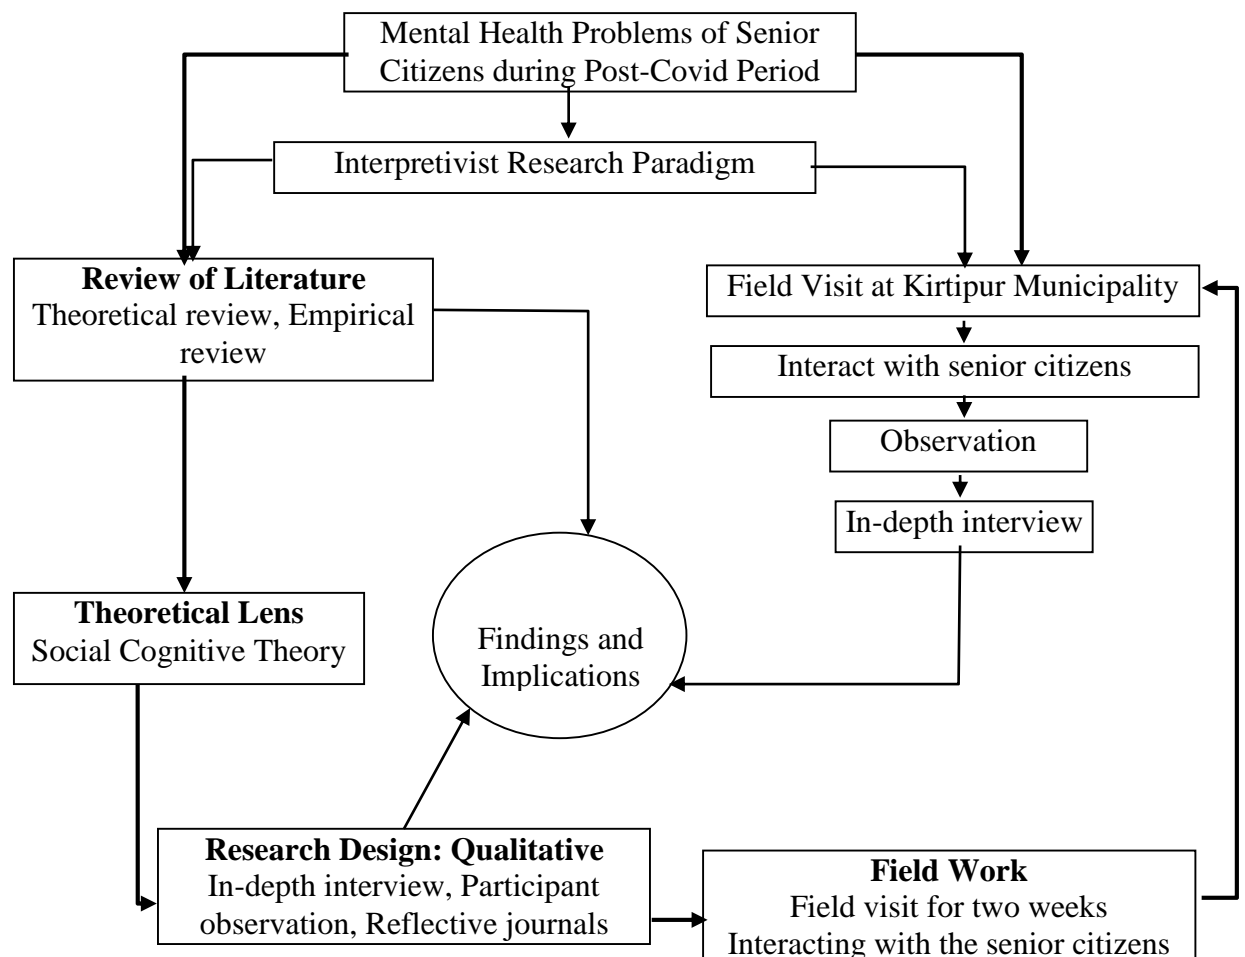 Mental Health Problems of Senior
Citizens during Post-Covid Period
Interpretivist Research Paradigm
Review of Literature
Theoretical review, Empirical
review
Field Visit at Kirtipur Municipality
Interact with senior citizens
Observation
In-depth interview
Theoretical Lens
Social Cognitive Theory
Findings and
Implications
Research Design: Qualitative
In-depth interview, Participant
observation, Reflective journals
Field Work
Field visit for two weeks
Interacting with the senior citizens